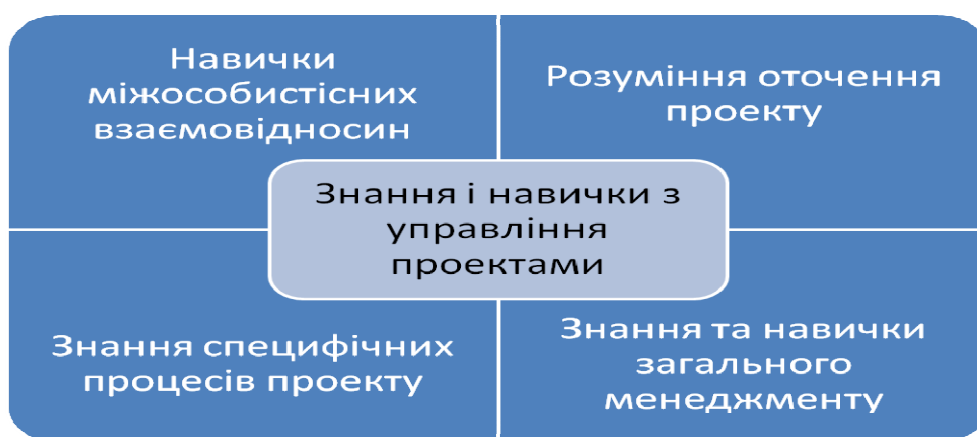 Навички
міжособистісних
взаємовідносин
Розуміння оточення
проекту
Знання і навички з
управління
проектами
Знання специфічних
процесів проекту
Знання та навички
загального
менеджменту